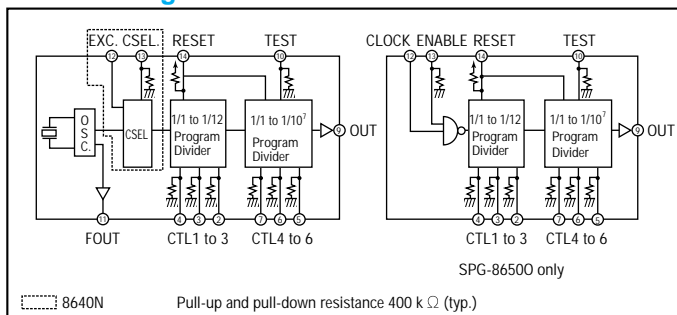 EXC. CSEL. RESET TEST
12 13 14 10
O S C.
CSEL
1/1 to 1/12 Program Divider
1/1 to 1/10⁷ Program Divider
9 OUT
11 4 3 2 7 6 5
FOUT CTL1 to 3 CTL4 to 6
CLOCK ENABLE RESET TEST
12 13 14 10
1/1 to 1/12 Program Divider
1/1 to 1/10⁷ Program Divider
9 OUT
4 3 2 7 6 5
CTL1 to 3 CTL4 to 6
SPG-8650O only
8640N Pull-up and pull-down resistance 400 k Ω (typ.)